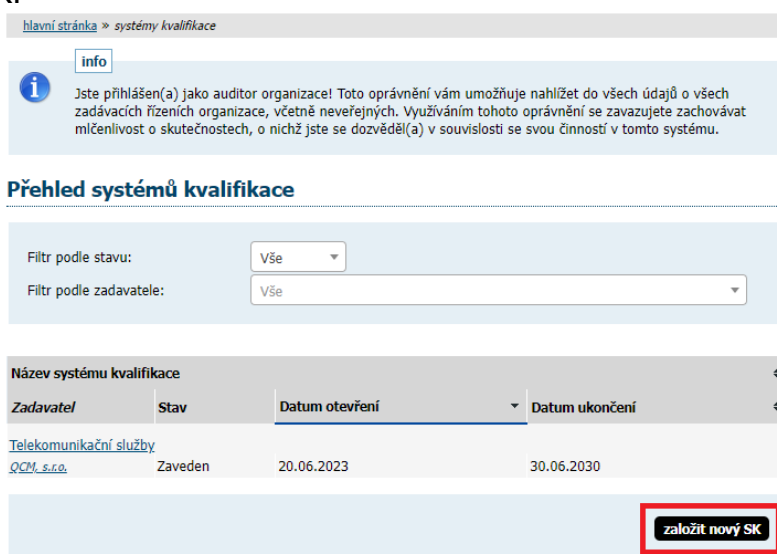 hlavní stránka » systémy kvalifikace
info
Jste přihlášen(a) jako auditor organizace! Toto oprávnění vám umožňuje nahlížet do všech údajů o všech
zadávacích řízeních organizace, včetně neveřejných. Využíváním tohoto oprávnění se zavazujete zachovávat
mlčenlivost o skutečnostech, o nichž jste se dozvěděl(a) v souvislosti se svou činností v tomto systému.
Přehled systémů kvalifikace
Filtr podle stavu: Vše
Filtr podle zadavatele: Vše
Název systému kvalifikace
Zadavatel Stav Datum otevření Datum ukončení
Telekomunikační služby
QCM, s.r.o. Zaveden 20.06.2023 30.06.2030
založit nový SK